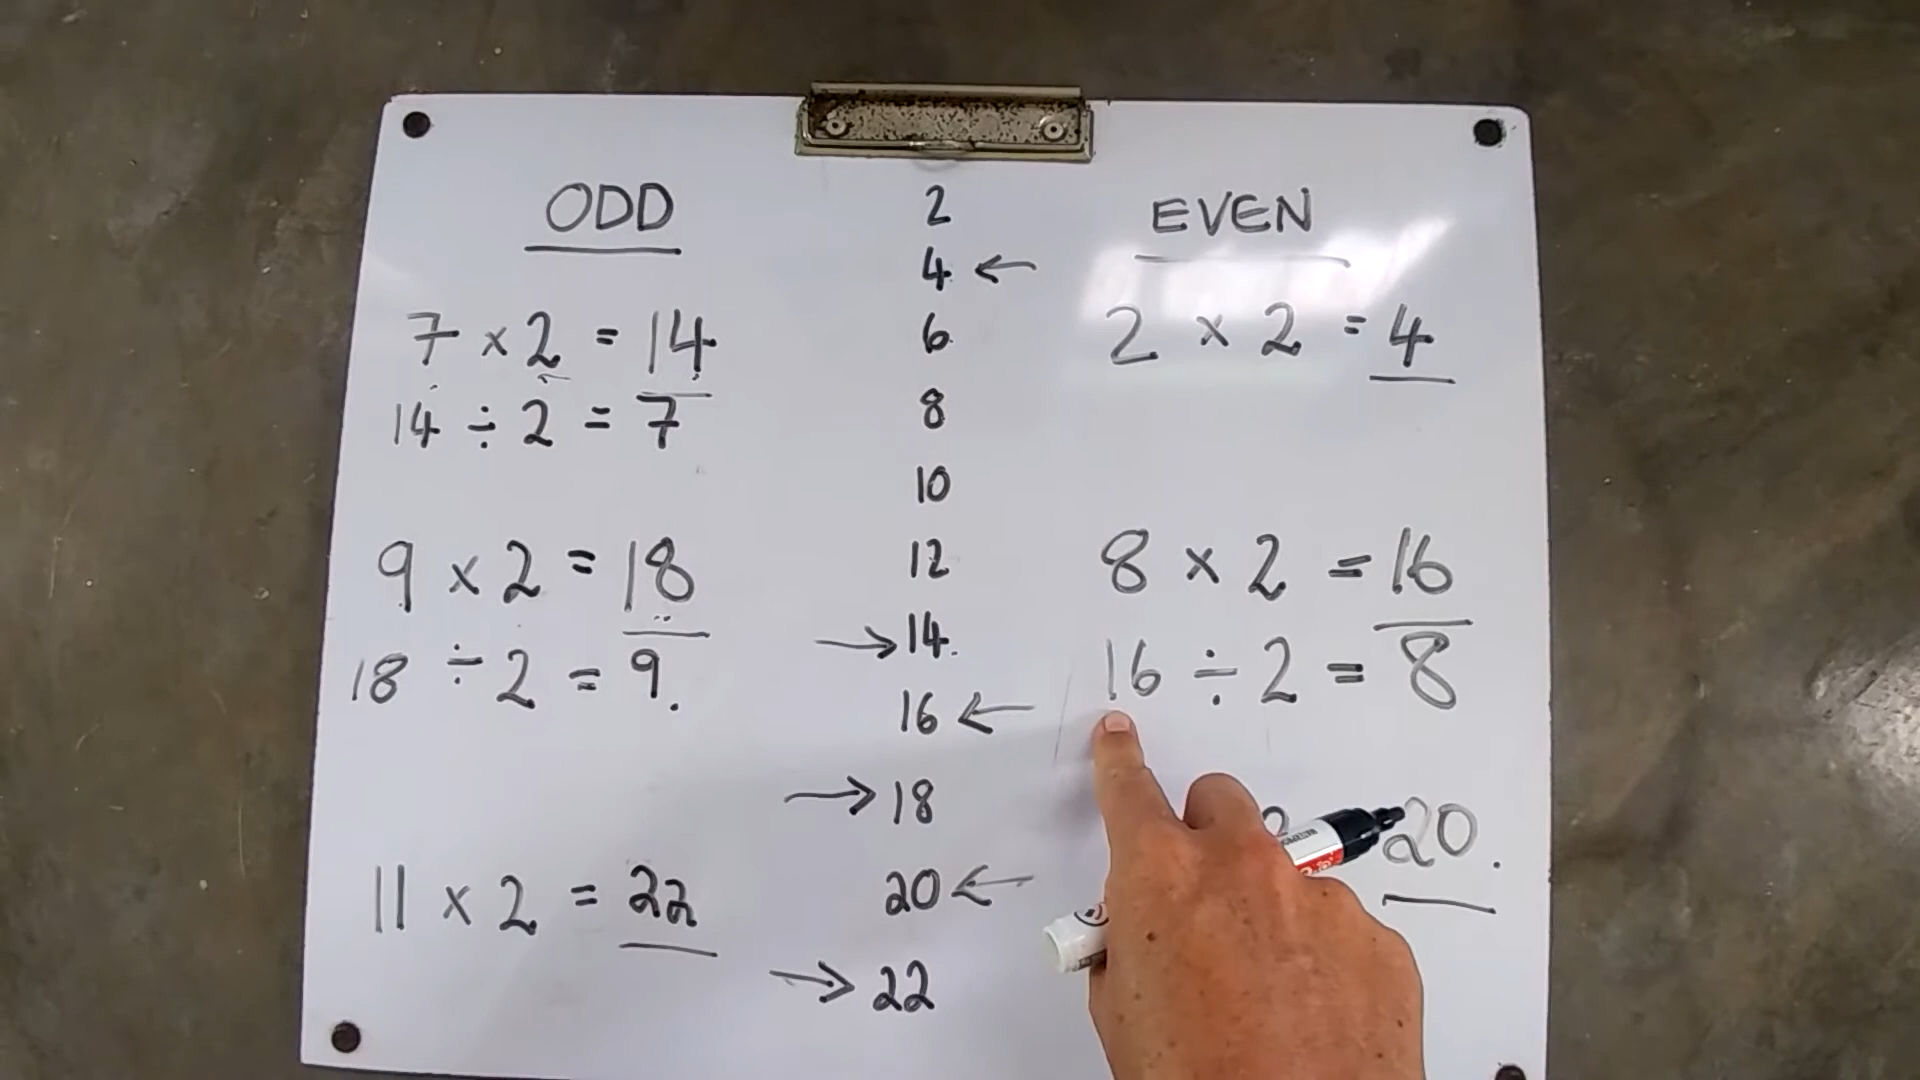 ODD
7 × 2 = 14
14 ÷ 2 = 7
9 × 2 = 18
18 ÷ 2 = 9.
11 × 2 = 22
2
4 ←
6
8
10
12
→ 14.
16 ←
→ 18
20 ←
→ 22
EVEN
2 × 2 = 4
8 × 2 = 16
16 ÷ 2 = 8
2 20.